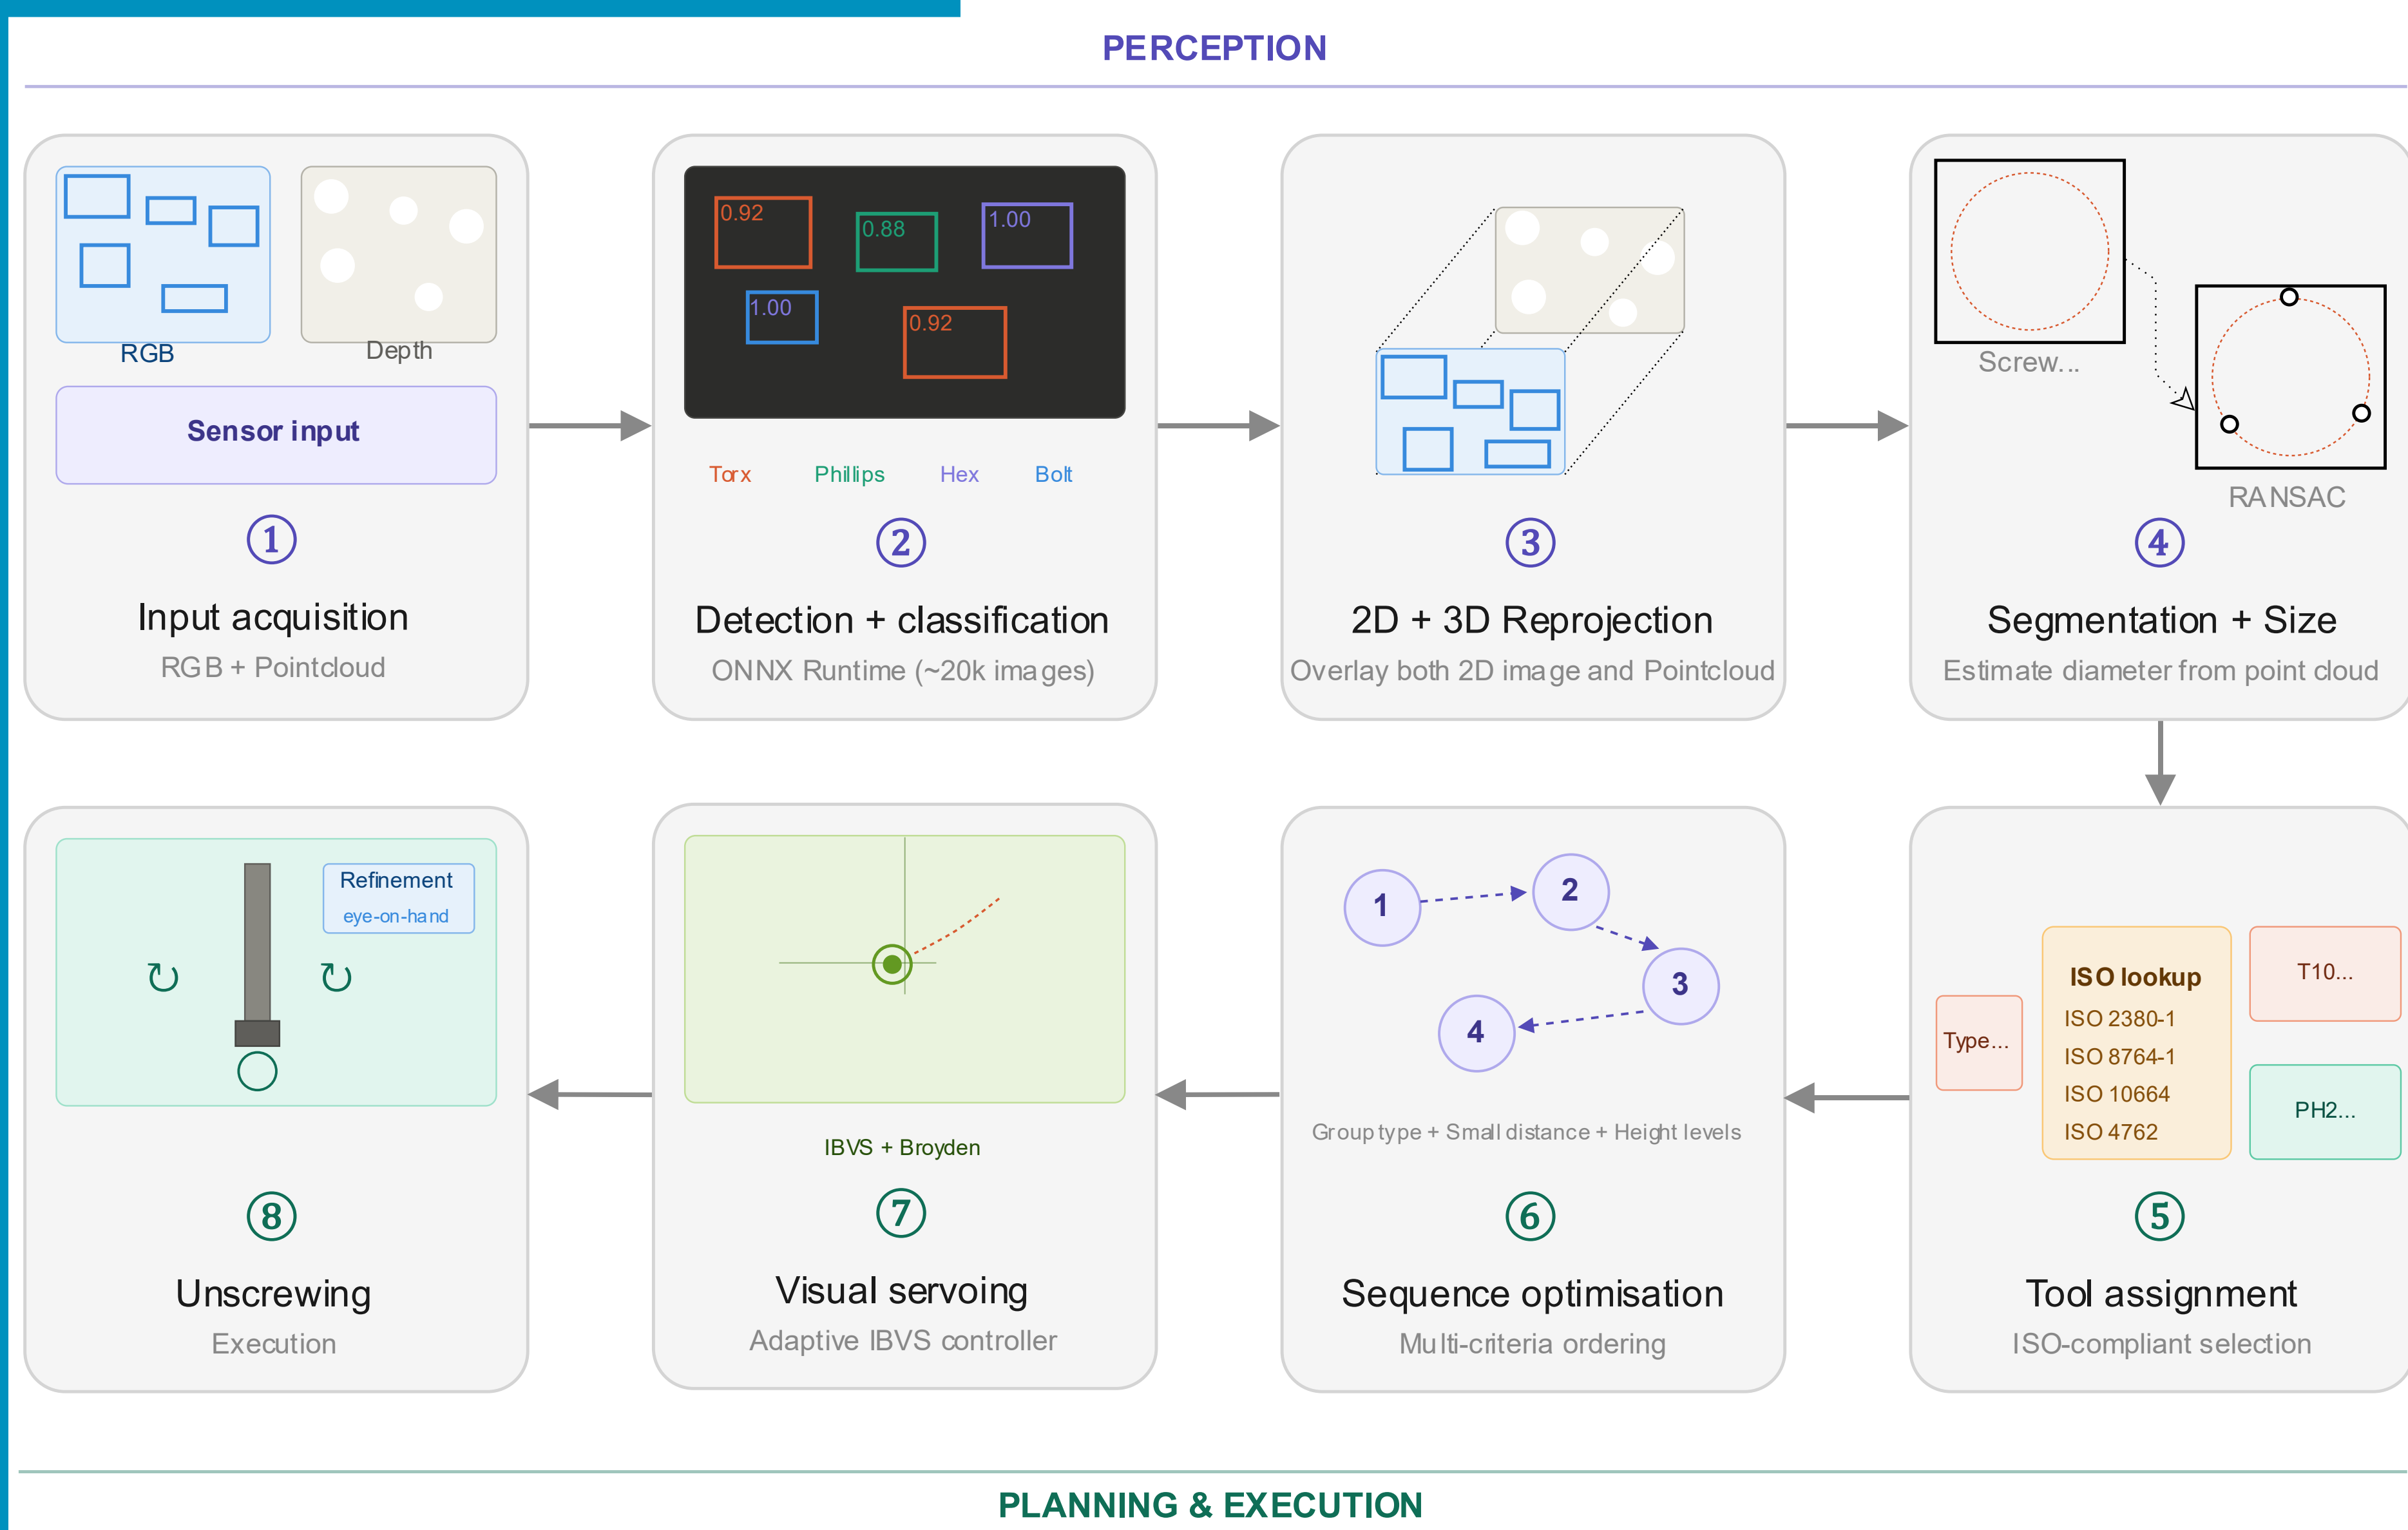 PERCEPTION
RGB
Depth
Sensor input
1
Input acquisition
RGB + Pointcloud
0.92
0.88
1.00
1.00
0.92
Torx Phillips Hex Bolt
2
Detection + classification
ONNX Runtime (~20k images)
3
2D + 3D Reprojection
Overlay both 2D image and Pointcloud
Screw...
RANSAC
4
Segmentation + Size
Estimate diameter from point cloud
Type...
ISO lookup
ISO 2380-1
ISO 8764-1
ISO 10664
ISO 4762
T10...
PH2...
5
Tool assignment
ISO-compliant selection
1
2
3
4
Group type + Small distance + Height levels
6
Sequence optimisation
Multi-criteria ordering
IBVS + Broyden
7
Visual servoing
Adaptive IBVS controller
Refinement
eye-on-hand
↻ ↻
8
Unscrewing
Execution
PLANNING & EXECUTION